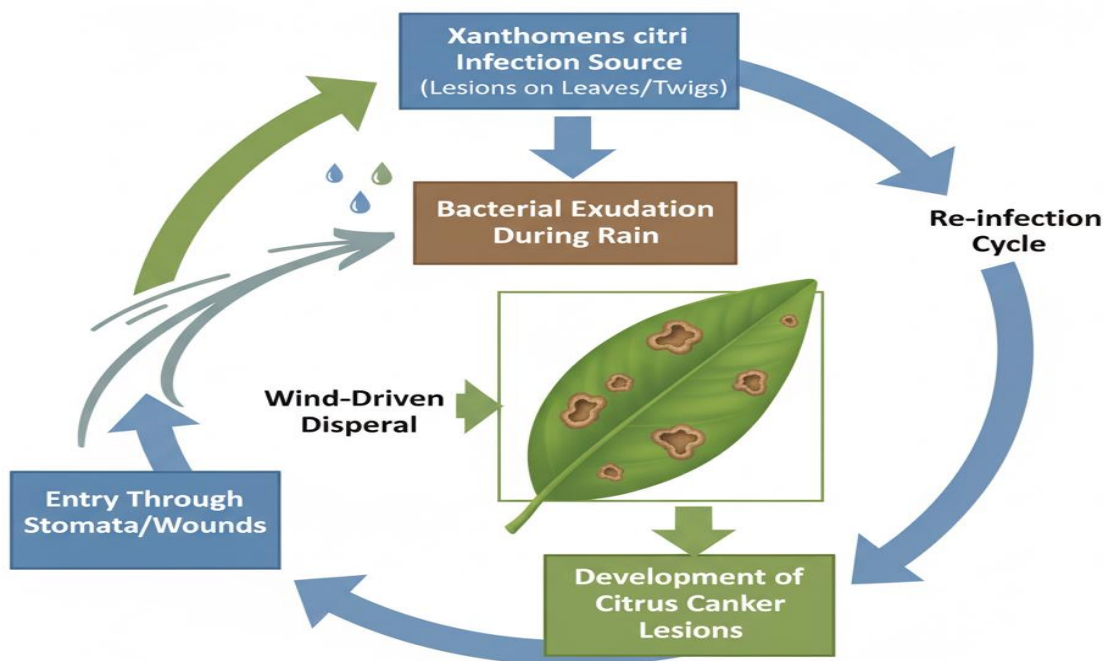 Xanthomens citri
Infection Source
(Lesions on Leaves/Twigs)
Bacterial Exudation
During Rain
Re-infection
Cycle
Wind-Driven
Disperal
Entry Through
Stomata/Wounds
Development of
Citrus Canker
Lesions